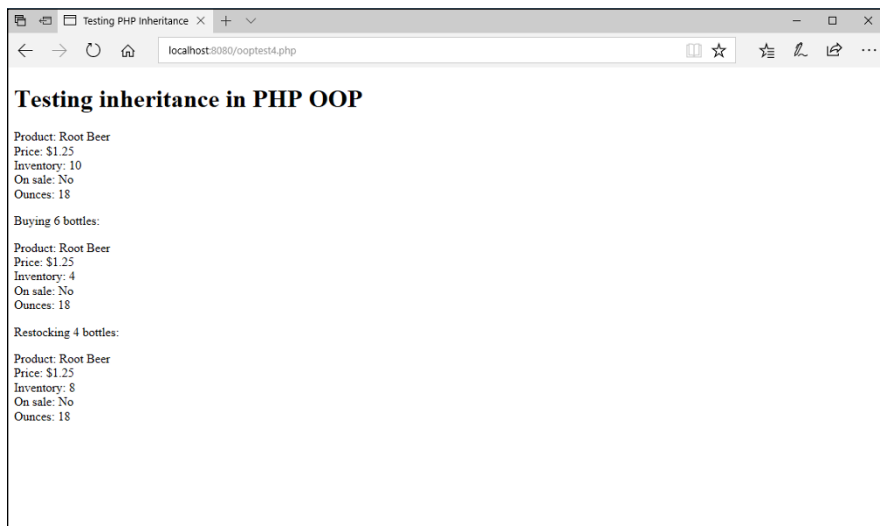 Testing PHP Inheritance
localhost:8080/ooptest4.php
Testing inheritance in PHP OOP
Product: Root Beer
Price: $1.25
Inventory: 10
On sale: No
Ounces: 18
Buying 6 bottles:
Product: Root Beer
Price: $1.25
Inventory: 4
On sale: No
Ounces: 18
Restocking 4 bottles:
Product: Root Beer
Price: $1.25
Inventory: 8
On sale: No
Ounces: 18